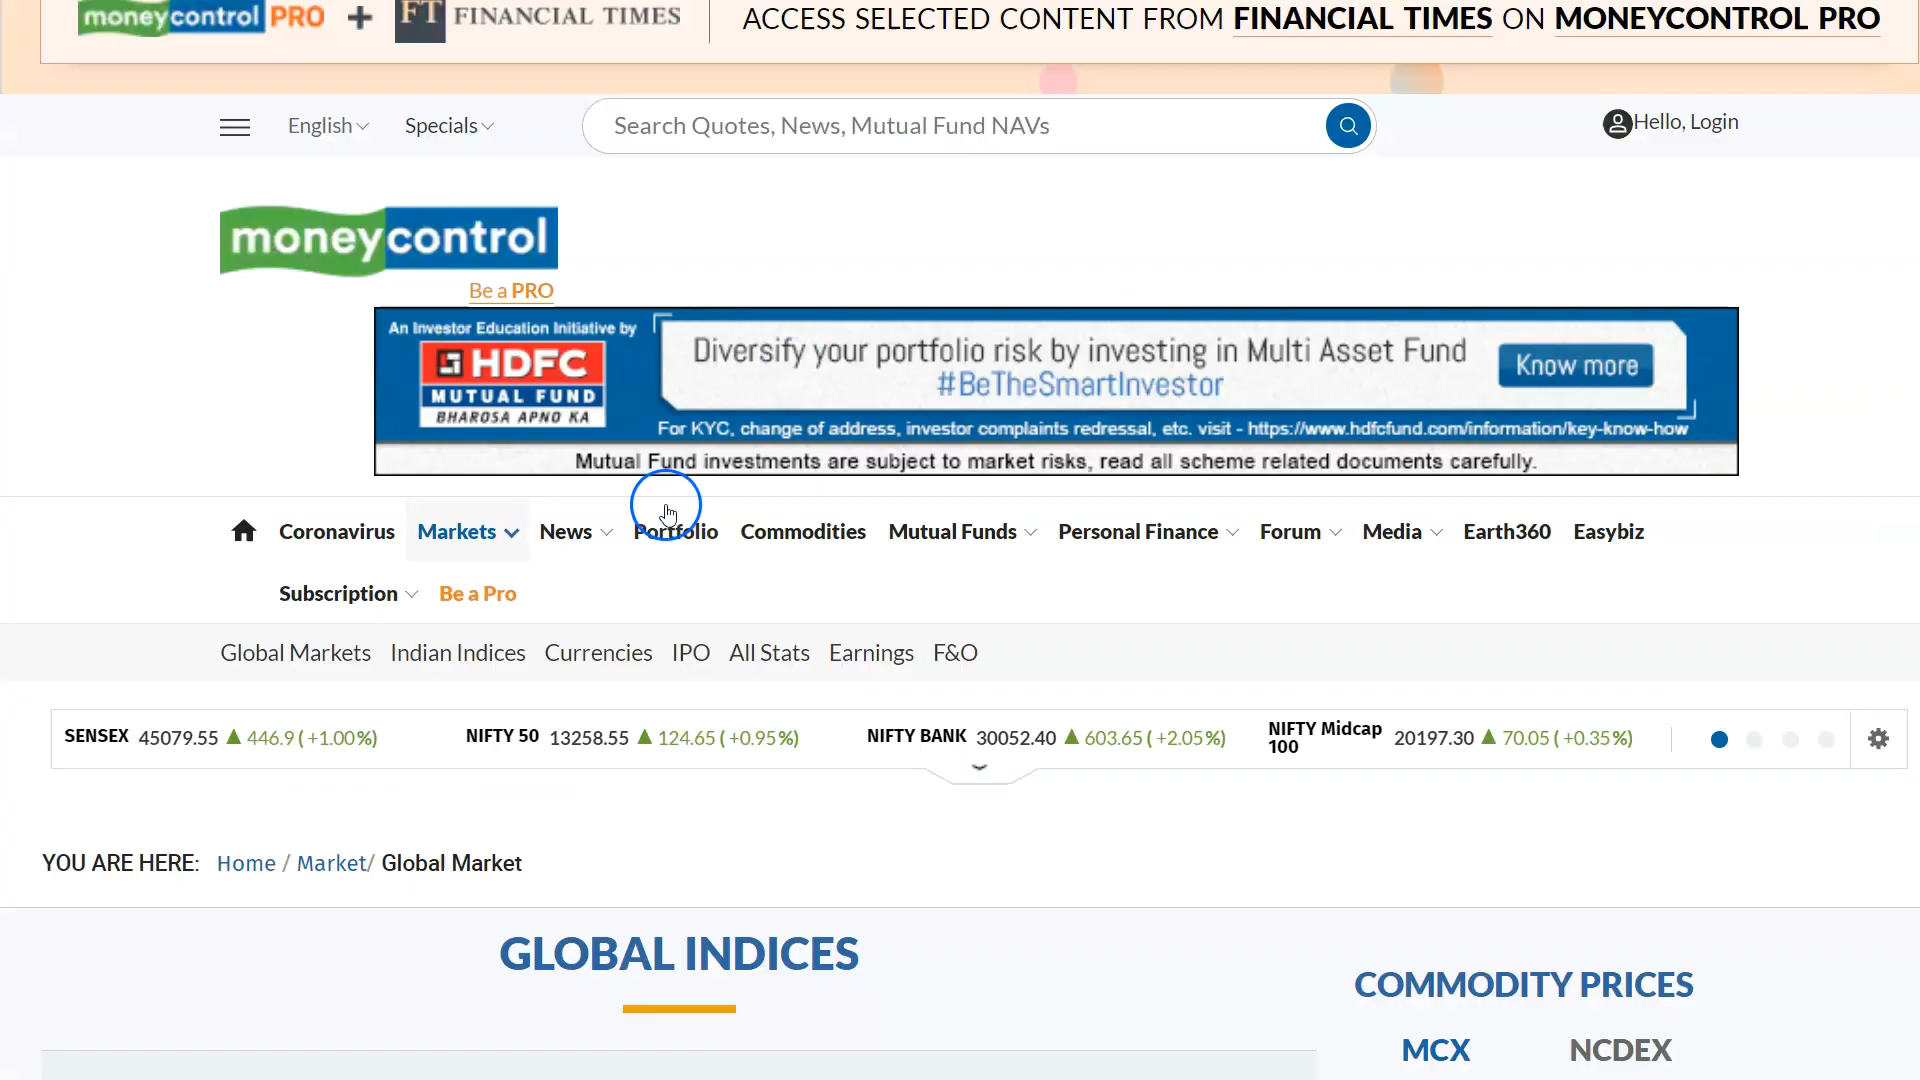 moneycontrol PRO + FT FINANCIAL TIMES ACCESS SELECTED CONTENT FROM FINANCIAL TIMES ON MONEYCONTROL PRO
English Specials Search Quotes, News, Mutual Fund NAVs Hello, Login
moneycontrol
Be a PRO
An Investor Education Initiative by
HDFC
MUTUAL FUND
BHAROSA APNO KA
Diversify your portfolio risk by investing in Multi Asset Fund
#BeTheSmartInvestor
Know more
For KYC, change of address, investor complaints redressal, etc. visit - https://www.hdfcfund.com/information/key-know-how
Mutual Fund investments are subject to market risks, read all scheme related documents carefully.
Coronavirus Markets News Portfolio Commodities Mutual Funds Personal Finance Forum Media Earth360 Easybiz
Subscription Be a Pro
Global Markets Indian Indices Currencies IPO All Stats Earnings F&O
SENSEX 45079.55 ▲ 446.9 ( +1.00%) NIFTY 50 13258.55 ▲ 124.65 ( +0.95%) NIFTY BANK 30052.40 ▲ 603.65 ( +2.05%) NIFTY Midcap 100 20197.30 ▲ 70.05 ( +0.35%)
YOU ARE HERE: Home / Market/ Global Market
GLOBAL INDICES
COMMODITY PRICES
MCX NCDEX